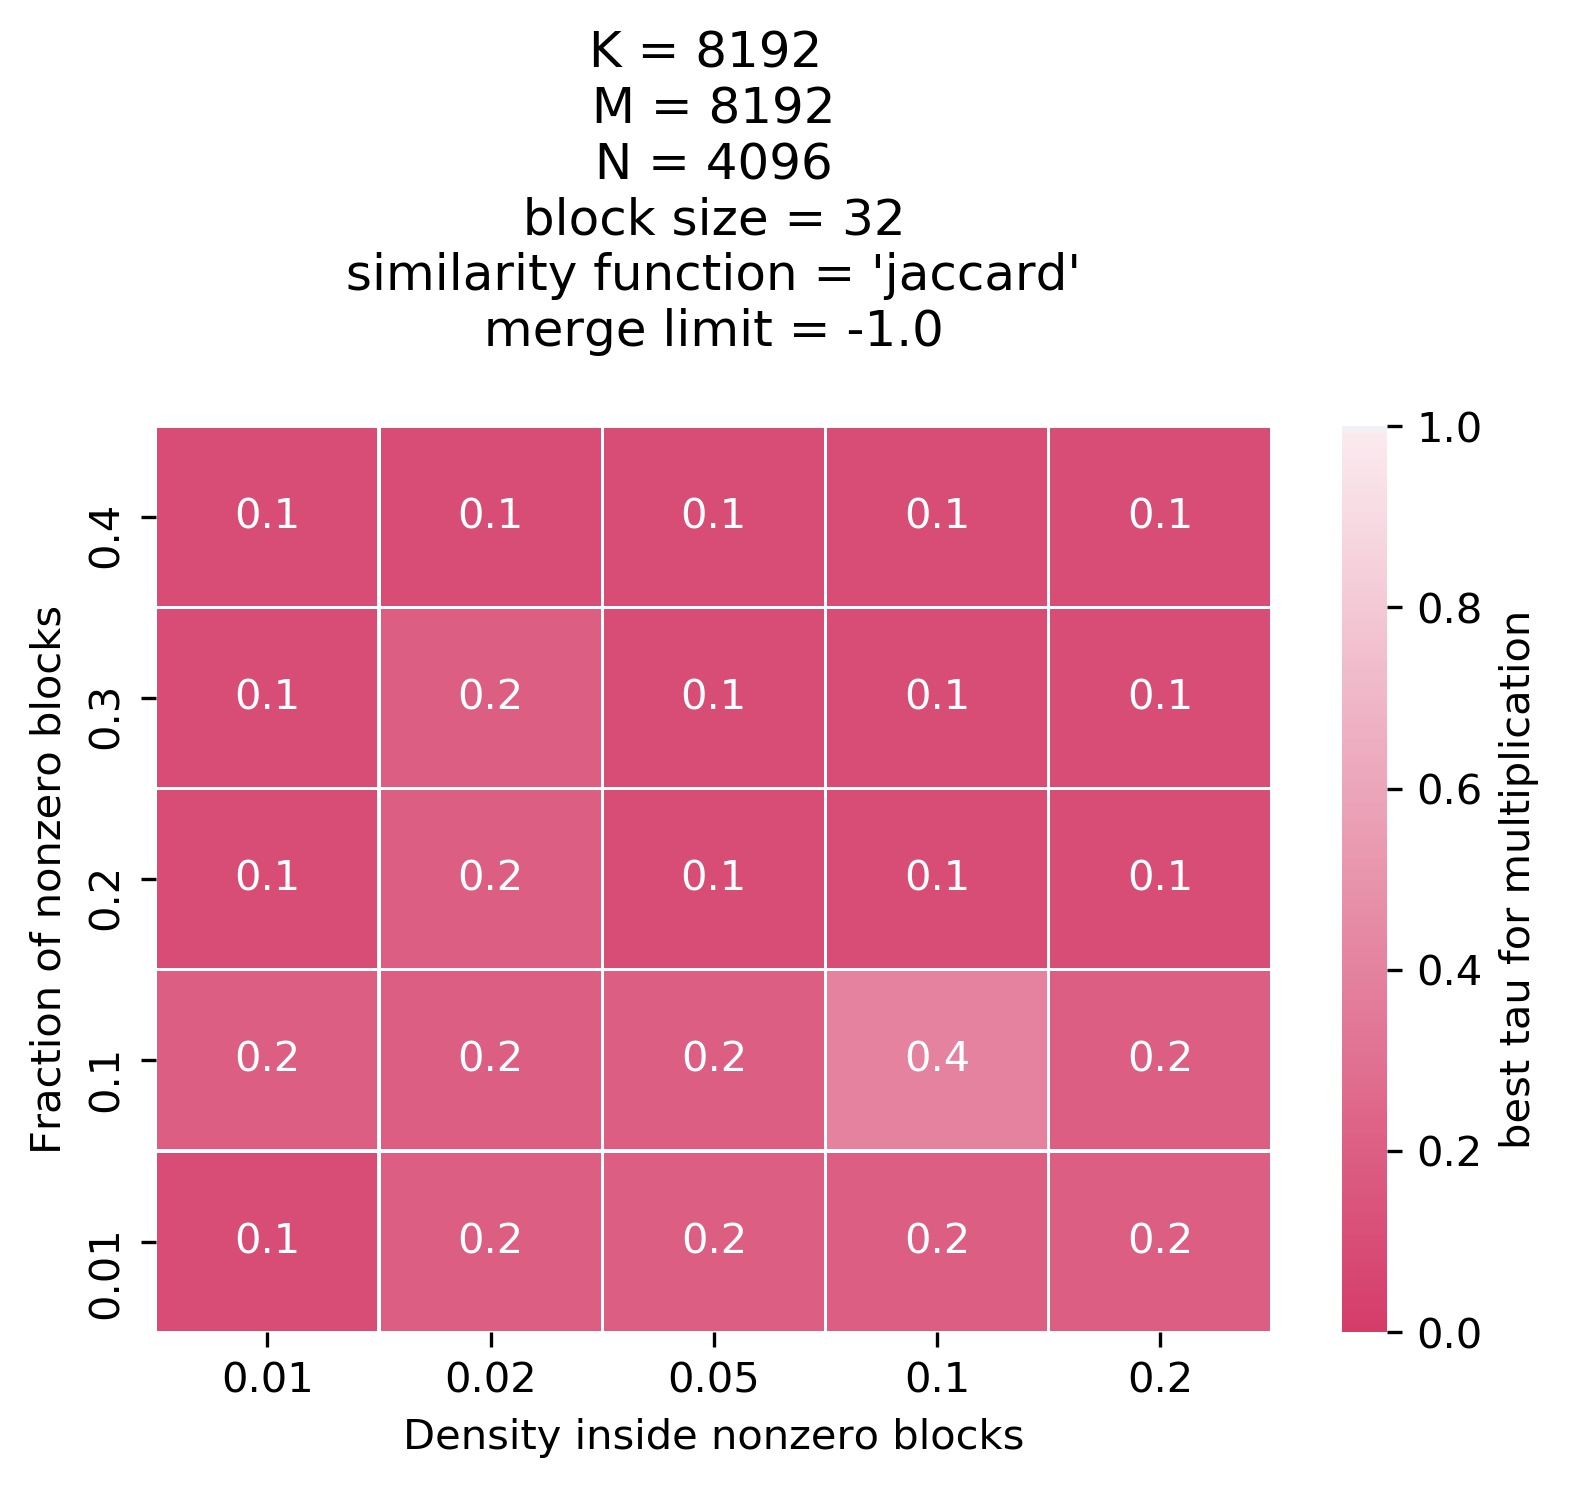 K = 8192
M = 8192
N = 4096
block size = 32
similarity function = 'jaccard'
merge limit = -1.0
Fraction of nonzero blocks
0.4 0.1 0.1 0.1 0.1 0.1
0.3 0.1 0.2 0.1 0.1 0.1
0.2 0.1 0.2 0.1 0.1 0.1
0.1 0.2 0.2 0.2 0.4 0.2
0.01 0.1 0.2 0.2 0.2 0.2
0.01 0.02 0.05 0.1 0.2
Density inside nonzero blocks
1.0
0.8
0.6
0.4
0.2
0.0
best tau for multiplication